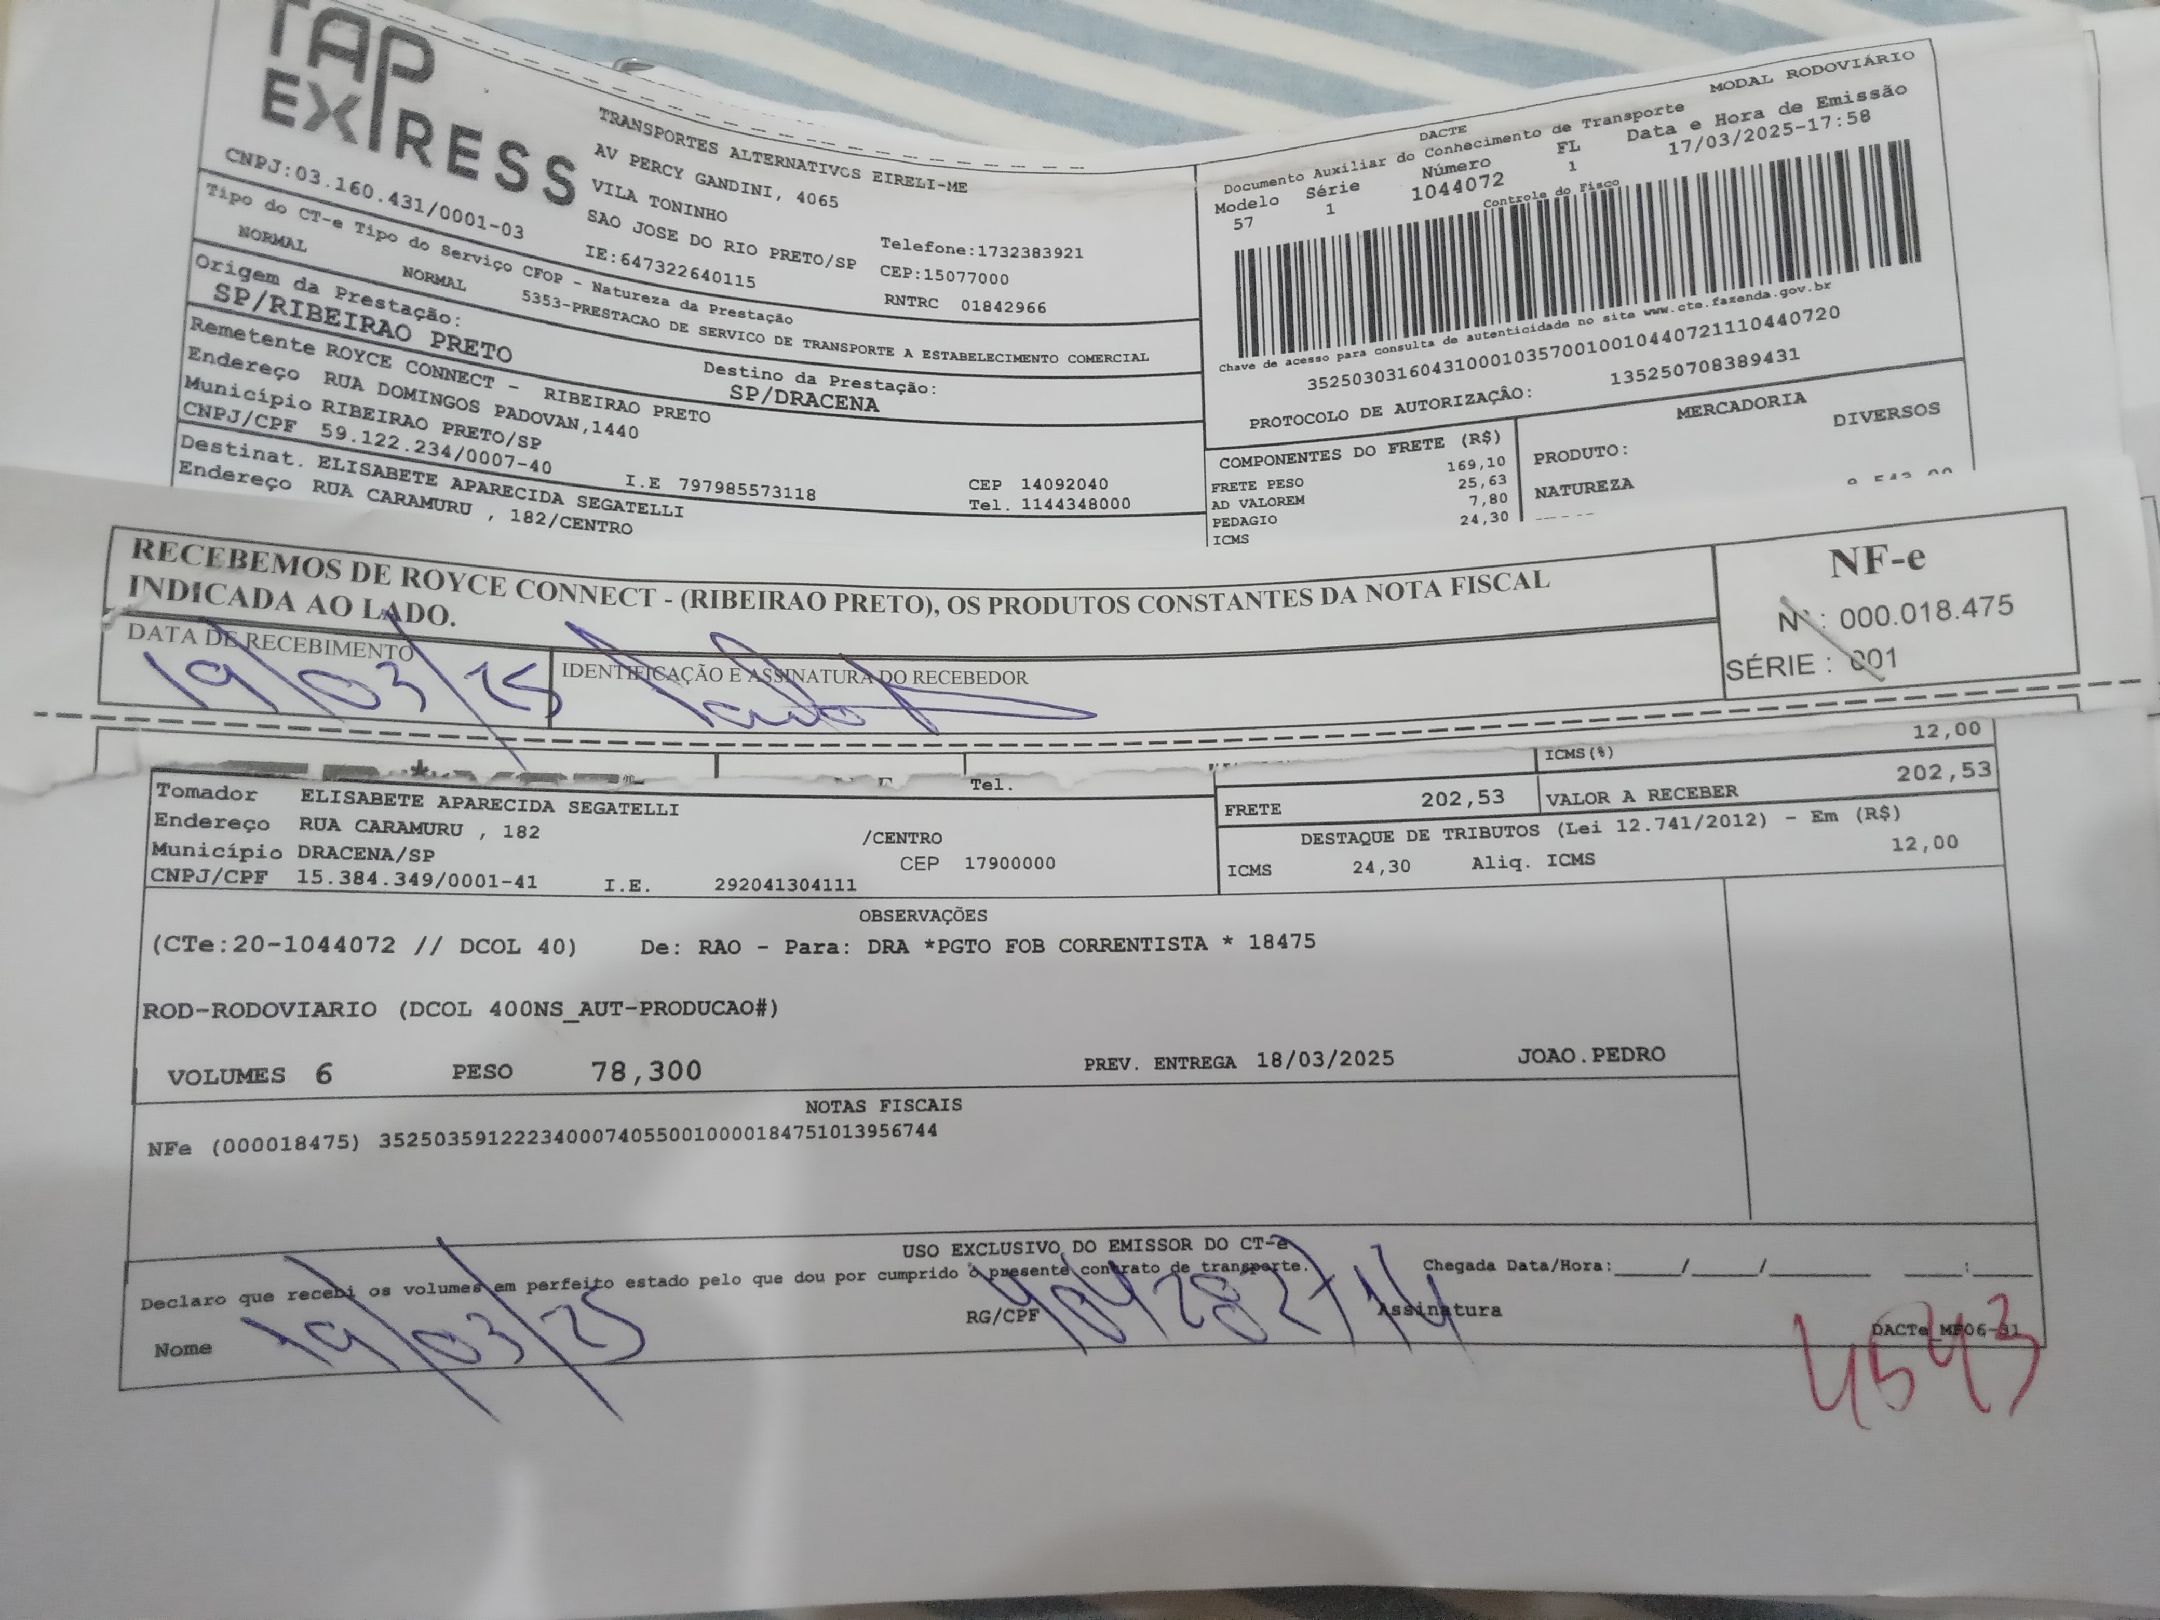 TAP
EXPRESS
CNPJ:03.160.431/0001-03
TRANSPORTES ALTERNATIVOS EIRELI-ME
AV PERCY GANDINI, 4065
VILA TONINHO
SAO JOSE DO RIO PRETO/SP
IE:647322640115
Telefone:1732383921
CEP:15077000
RNTRC 01842966
MODAL RODOVIÁRIO
DACTE
Documento Auxiliar do Conhecimento de Transporte
Modelo Série Número FL Data e Hora de Emissão
57 1 1044072 1 17/03/2025-17:58
Controle do Fisco
Chave de acesso para consulta de autenticidade no site www.cte.fazenda.gov.br
35250303160431000103570010010440721110440720
PROTOCOLO DE AUTORIZAÇÂO: 135250708389431
Tipo do CT-e Tipo do Serviço CFOP - Natureza da Prestação
NORMAL NORMAL 5353-PRESTACAO DE SERVICO DE TRANSPORTE A ESTABELECIMENTO COMERCIAL
Origem da Prestação: Destino da Prestação:
SP/RIBEIRAO PRETO SP/DRACENA
Remetente ROYCE CONNECT - RIBEIRAO PRETO
Endereço RUA DOMINGOS PADOVAN,1440
Município RIBEIRAO PRETO/SP CEP 14092040
CNPJ/CPF 59.122.234/0007-40 I.E 797985573118 Tel. 1144348000
Destinat. ELISABETE APARECIDA SEGATELLI
Endereço RUA CARAMURU , 182/CENTRO
COMPONENTES DO FRETE (R$)
FRETE PESO 169,10
AD VALOREM 25,63
PEDAGIO 7,80
ICMS 24,30
MERCADORIA
PRODUTO: DIVERSOS
NATUREZA
RECEBEMOS DE ROYCE CONNECT - (RIBEIRAO PRETO), OS PRODUTOS CONSTANTES DA NOTA FISCAL
INDICADA AO LADO.
DATA DE RECEBIMENTO
19/03/25
IDENTIFICAÇÃO E ASSINATURA DO RECEBEDOR
NF-e
Nº: 000.018.475
SÉRIE : 001
Tel.
ICMS(%) 12,00
FRETE 202,53 VALOR A RECEBER 202,53
DESTAQUE DE TRIBUTOS (Lei 12.741/2012) - Em (R$)
ICMS 24,30 Aliq. ICMS 12,00
Tomador ELISABETE APARECIDA SEGATELLI
Endereço RUA CARAMURU , 182 /CENTRO
Município DRACENA/SP CEP 17900000
CNPJ/CPF 15.384.349/0001-41 I.E. 292041304111
OBSERVAÇÕES
(CTe:20-1044072 // DCOL 40) De: RAO - Para: DRA *PGTO FOB CORRENTISTA * 18475
ROD-RODOVIARIO (DCOL 400NS_AUT-PRODUCAO#)
VOLUMES 6 PESO 78,300 PREV. ENTREGA 18/03/2025 JOAO.PEDRO
NOTAS FISCAIS
NFe (000018475) 35250359122234000740550010000184751013956744
USO EXCLUSIVO DO EMISSOR DO CT-e
Declaro que recebi os volumes em perfeito estado pelo que dou por cumprido o presente contrato de transporte.
Chegada Data/Hora:_____/____/________ ____:____
Nome 19/03/25 RG/CPF Assinatura
DACTe_MF06-31
4543